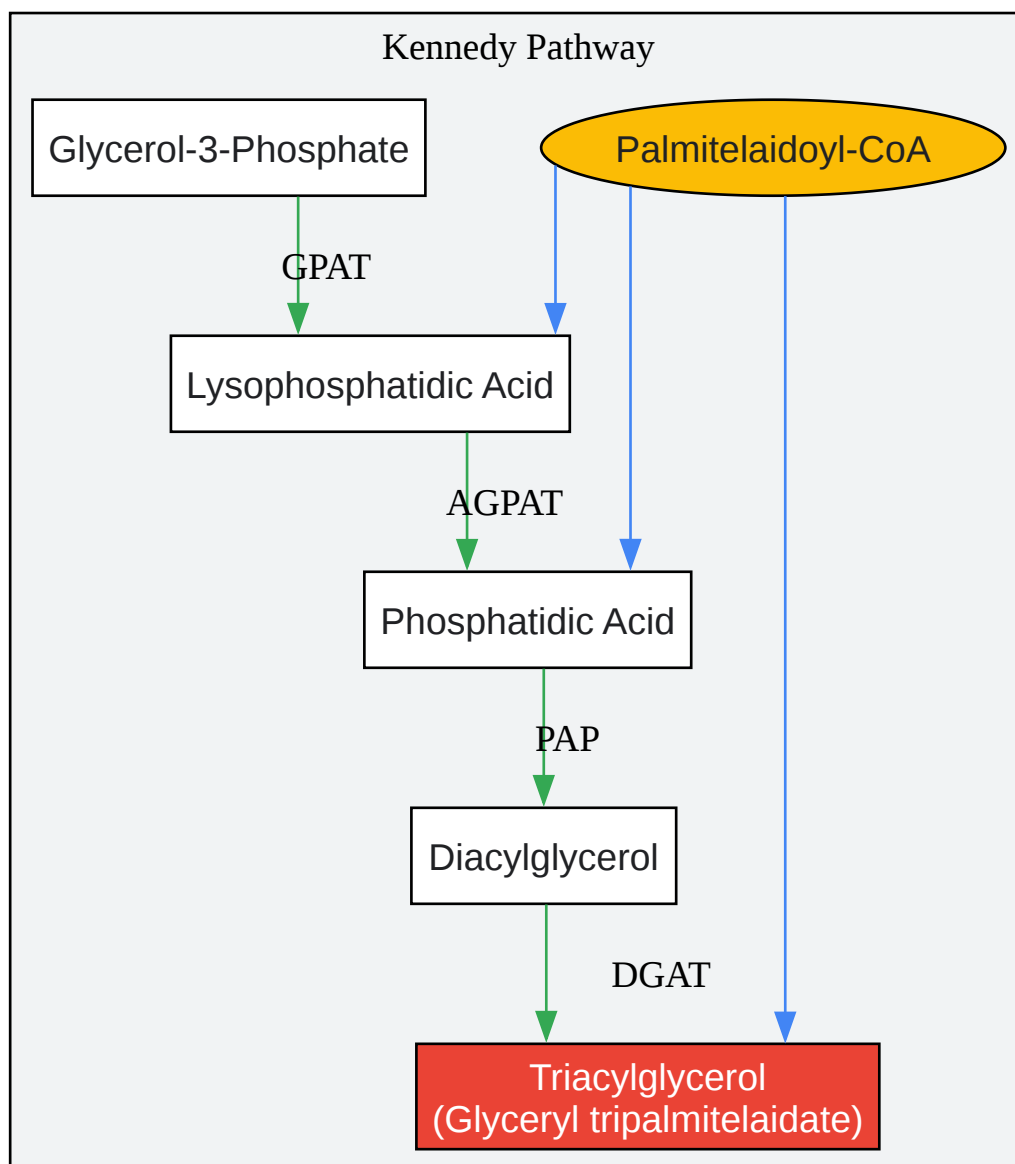 Kennedy Pathway
Glycerol-3-Phosphate
Palmitelaidoyl-CoA
GPAT
Lysophosphatidic Acid
AGPAT
Phosphatidic Acid
PAP
Diacylglycerol
DGAT
Triacylglycerol
(Glyceryl tripalmitelaidate)